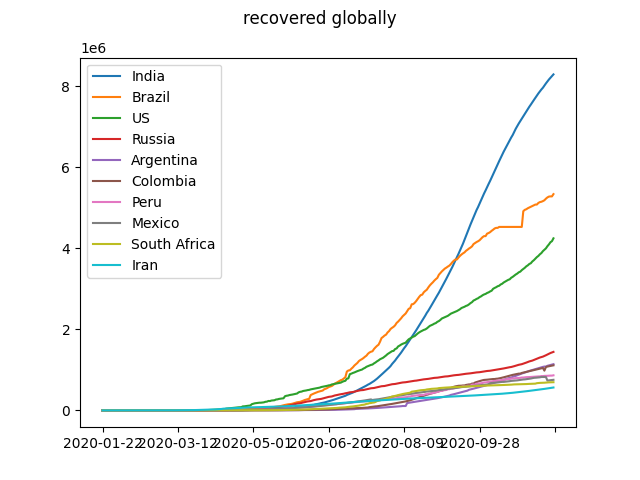 recovered globally
1e6
India
Brazil
US
Russia
Argentina
Colombia
Peru
Mexico
South Africa
Iran
8
6
4
2
0
2020-01-22 2020-03-12 2020-05-01 2020-06-20 2020-08-09 2020-09-28